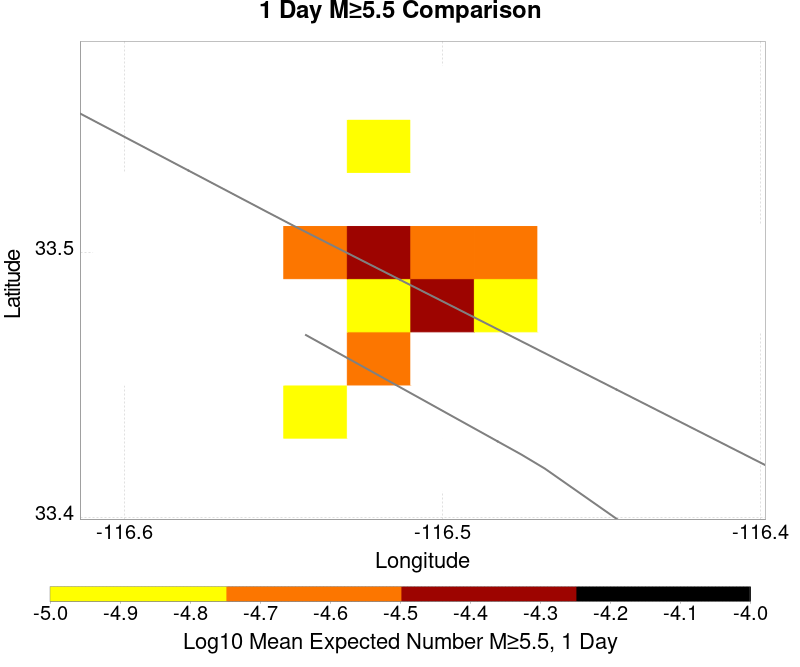 1 Day M≥5.5 Comparison
Latitude
33.5
33.4
-116.6 -116.5 -116.4
Longitude
-5.0 -4.9 -4.8 -4.7 -4.6 -4.5 -4.4 -4.3 -4.2 -4.1 -4.0
Log10 Mean Expected Number M≥5.5, 1 Day